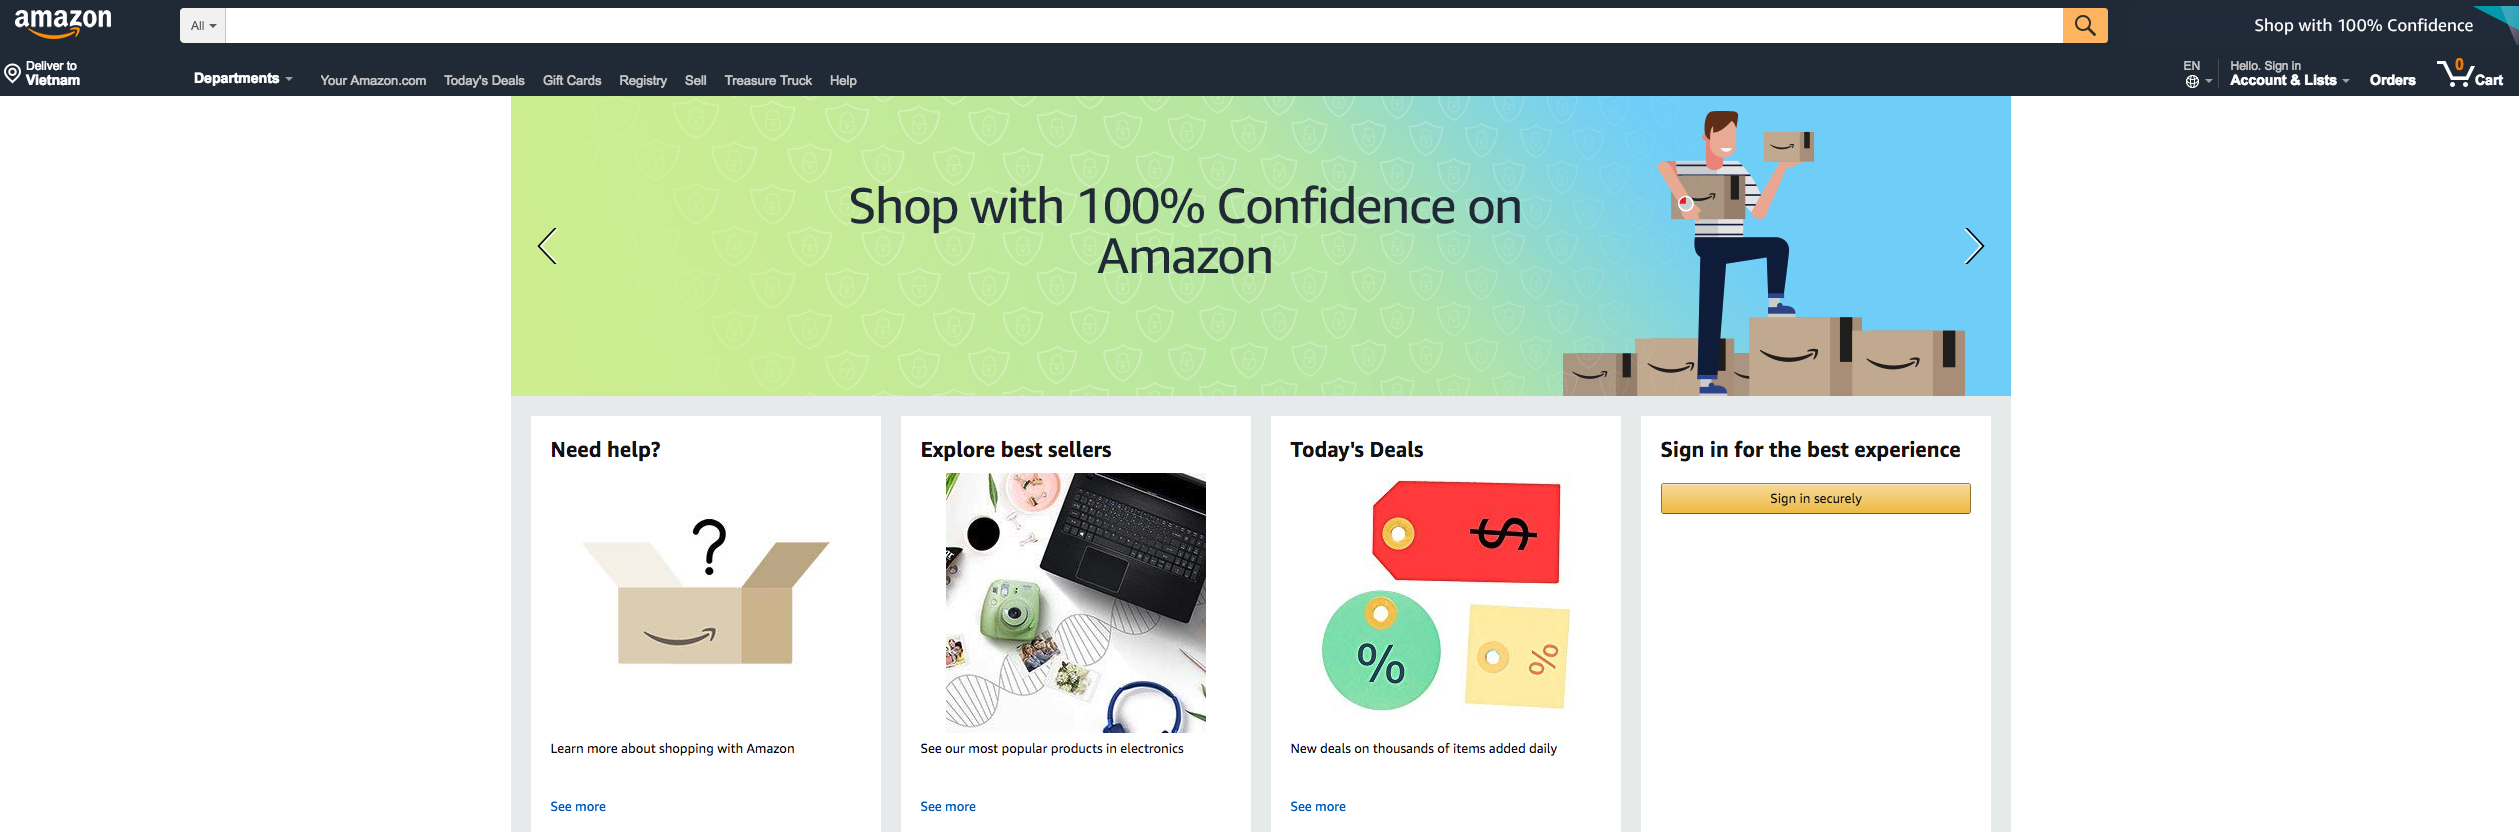 amazon
All
Shop with 100% Confidence
Deliver to
Vietnam
Departments
Your Amazon.com
Today's Deals
Gift Cards
Registry
Sell
Treasure Truck
Help
EN
Hello. Sign in
Account & Lists
Orders
0
Cart
Shop with 100% Confidence on
Amazon
Need help?
?
Learn more about shopping with Amazon
See more
Explore best sellers
See our most popular products in electronics
See more
Today's Deals
$
%
%
New deals on thousands of items added daily
See more
Sign in for the best experience
Sign in securely